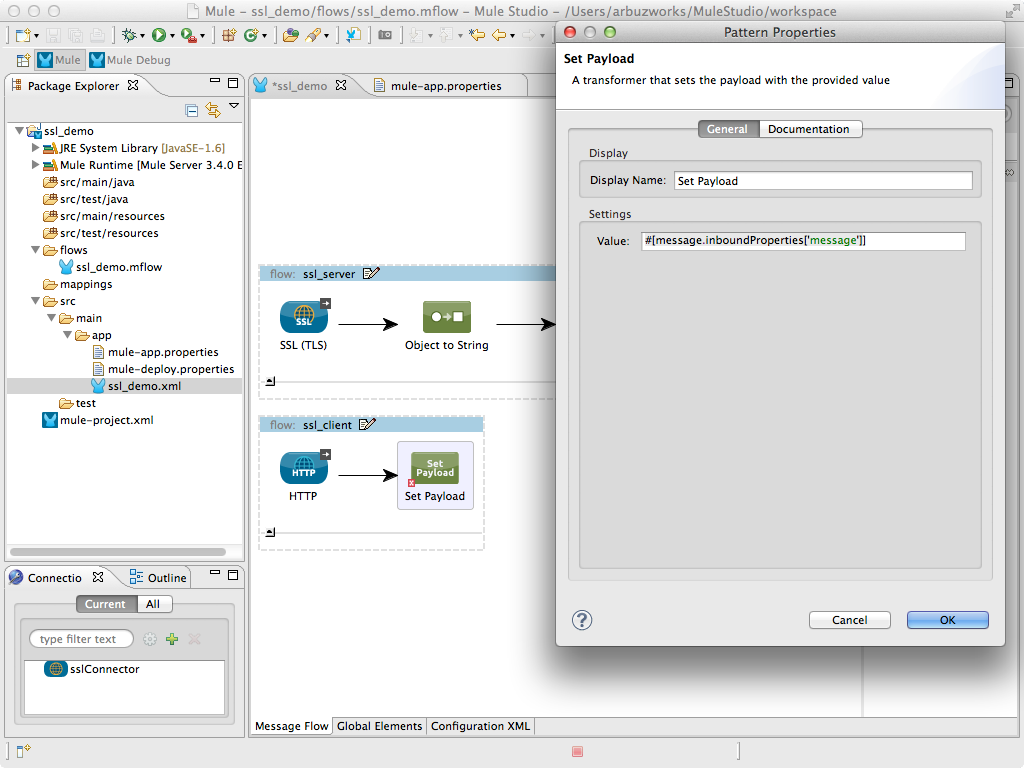 Mule – ssl_demo/flows/ssl_demo.mflow – Mule Studio – /Users/arbuzworks/MuleStudio/workspace
Mule
Mule Debug
Package Explorer
ssl_demo
JRE System Library [JavaSE-1.6]
Mule Runtime [Mule Server 3.4.0 E
src/main/java
src/test/java
src/main/resources
src/test/resources
flows
ssl_demo.mflow
mappings
src
main
app
mule-app.properties
mule-deploy.properties
ssl_demo.xml
test
mule-project.xml
Connectio
Outline
Current
All
type filter text
sslConnector
*ssl_demo
mule-app.properties
flow: ssl_server
SSL
SSL (TLS)
Object to String
flow: ssl_client
HTTP
HTTP
Set
Payload
Set Payload
Message Flow
Global Elements
Configuration XML
Pattern Properties
Set Payload
A transformer that sets the payload with the provided value
General
Documentation
Display
Display Name: Set Payload
Settings
Value: #[message.inboundProperties['message']]
?
Cancel
OK